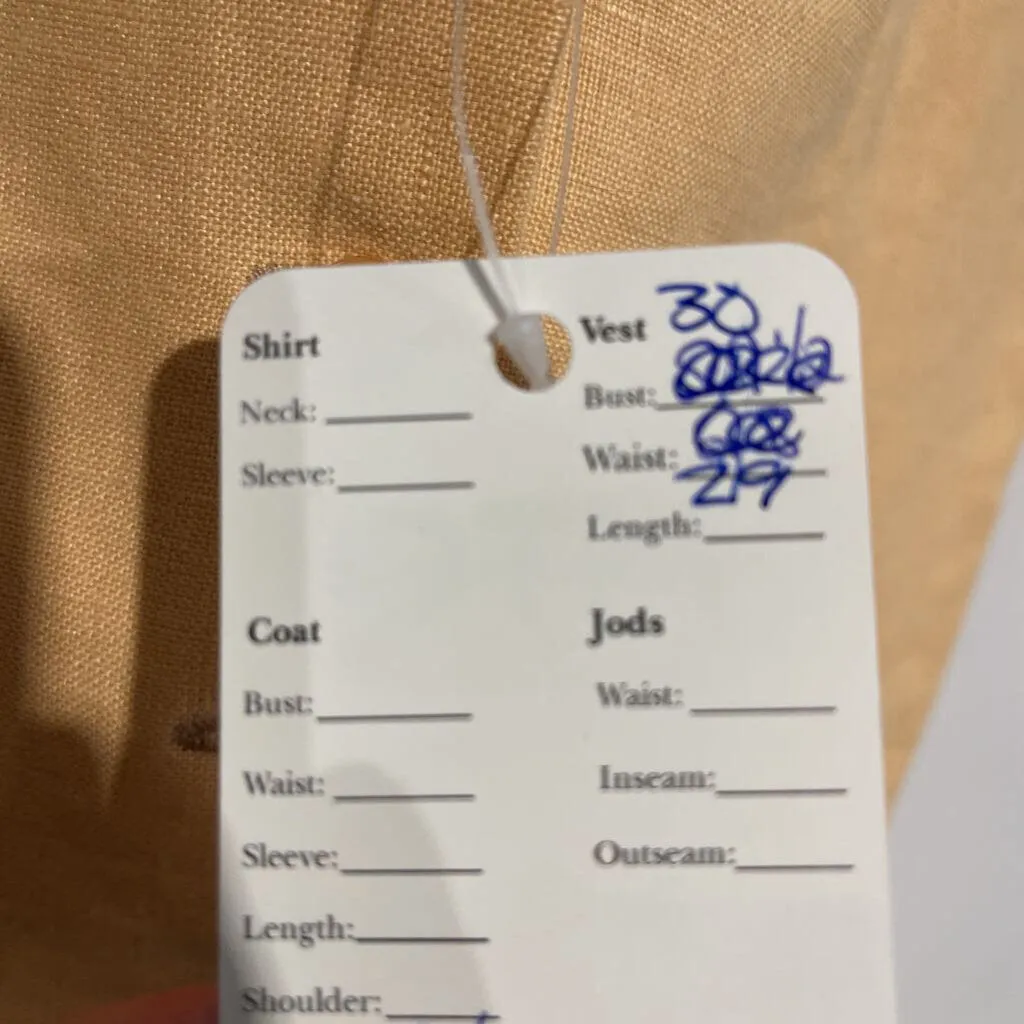 Shirt
Neck:
Sleeve:
Vest 30
Bust:
Waist:
29
Length:
Coat
Bust:
Waist:
Sleeve:
Length:
Shoulder:
Jods
Waist:
Inseam:
Outseam: